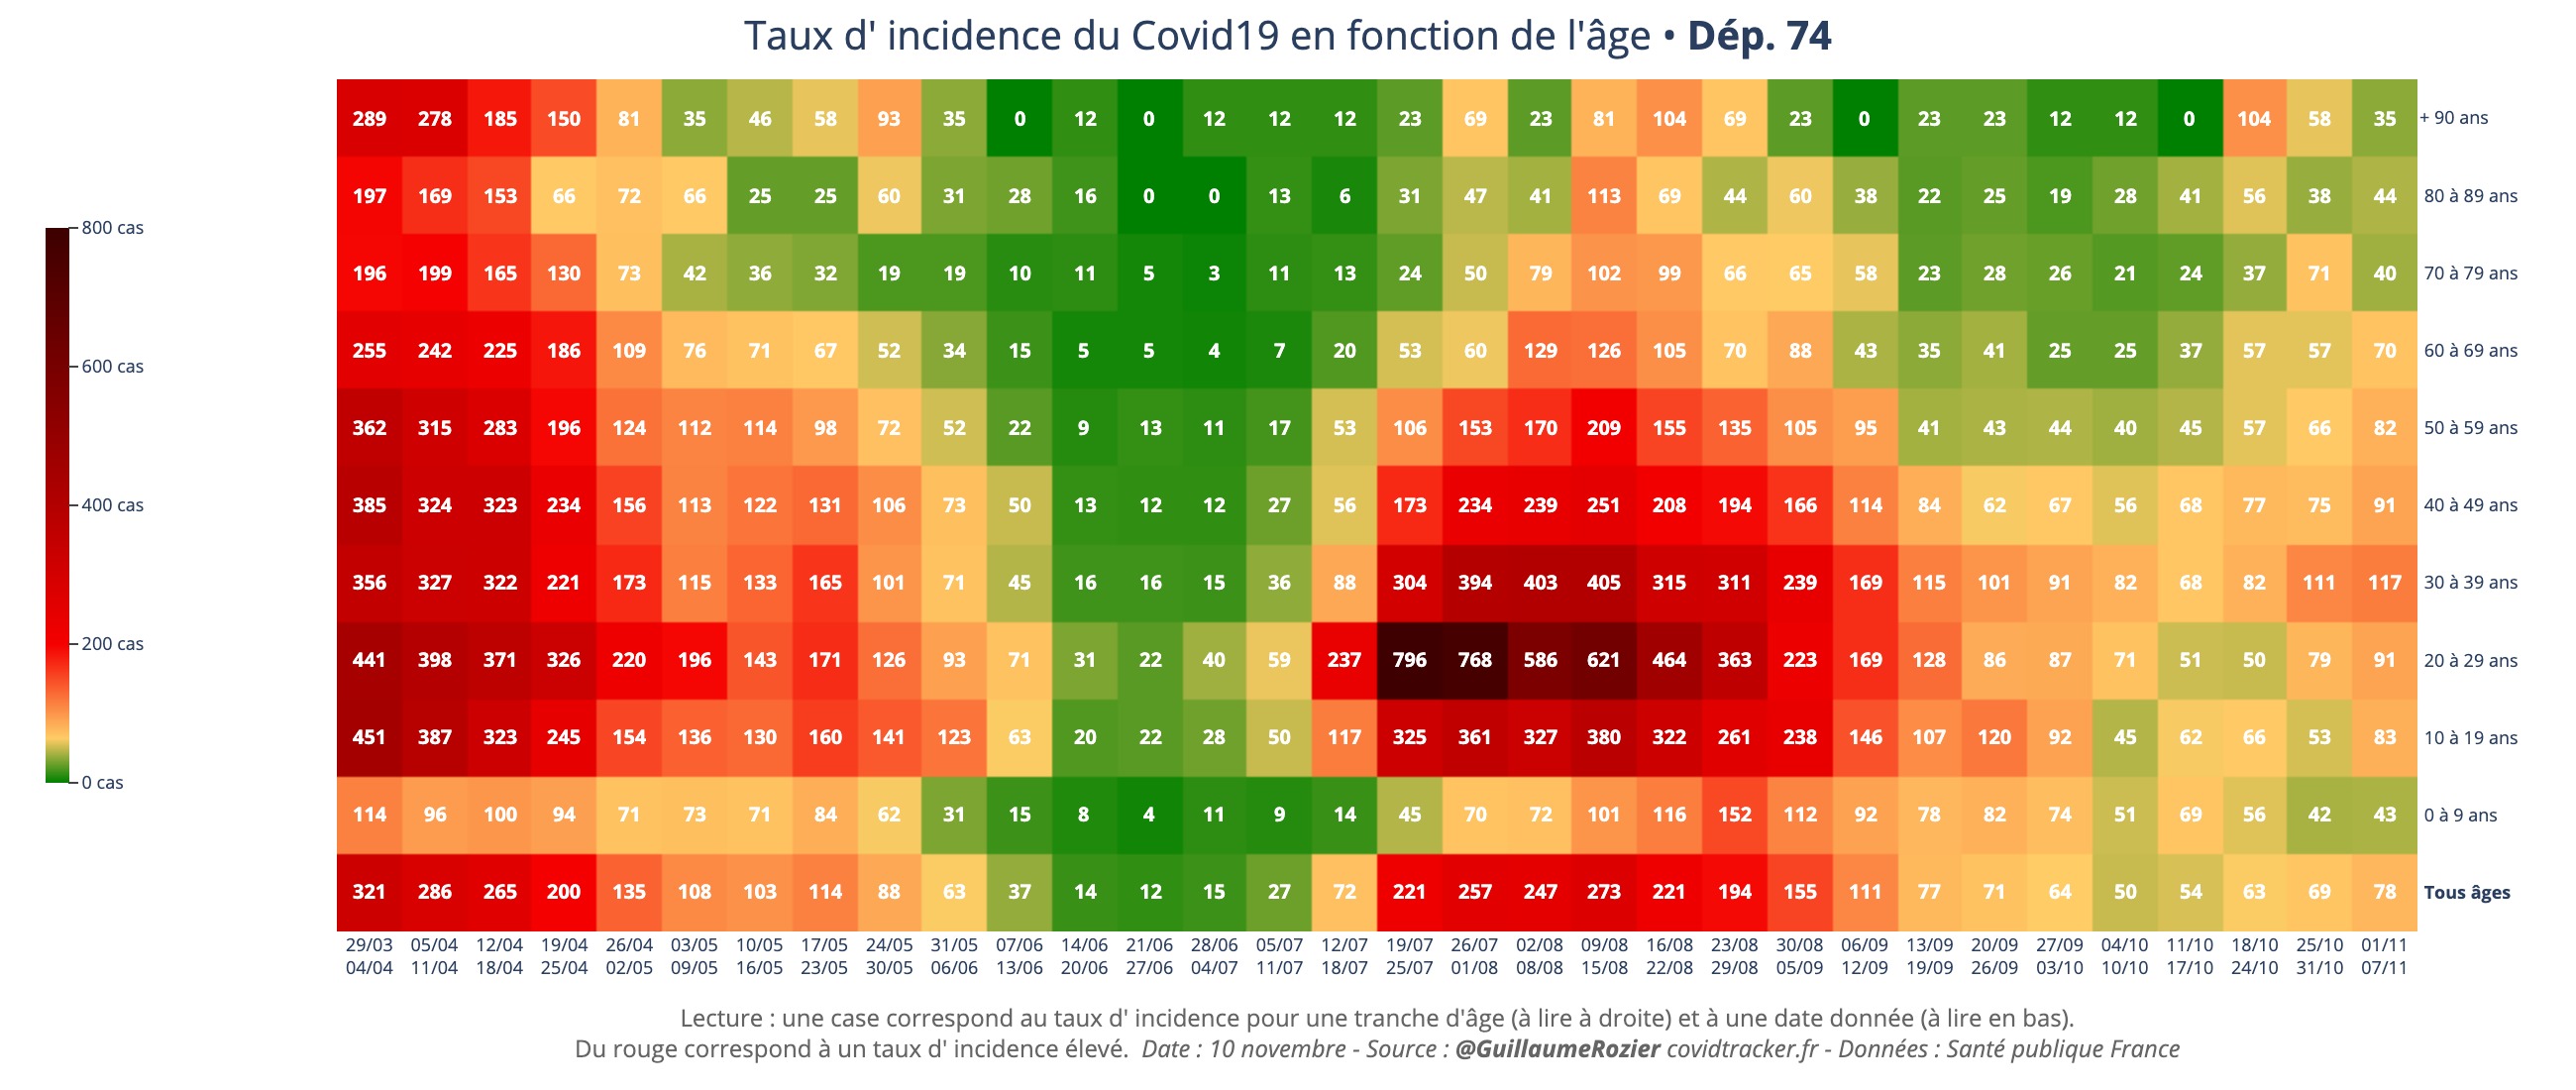 Taux d' incidence du Covid19 en fonction de l'âge • Dép. 74
289 278 185 150 81 35 46 58 93 35 0 12 0 12 12 12 23 69 23 81 104 69 23 0 23 23 12 12 0 104 58 35 + 90 ans
197 169 153 66 72 66 25 25 60 31 28 16 0 0 13 6 31 47 41 113 69 44 60 38 22 25 19 28 41 56 38 44 80 à 89 ans
800 cas
196 199 165 130 73 42 36 32 19 19 10 11 5 3 11 13 24 50 79 102 99 66 65 58 23 28 26 21 24 37 71 40 70 à 79 ans
255 242 225 186 109 76 71 67 52 34 15 5 5 4 7 20 53 60 129 126 105 70 88 43 35 41 25 25 37 57 57 70 60 à 69 ans
600 cas
362 315 283 196 124 112 114 98 72 52 22 9 13 11 17 53 106 153 170 209 155 135 105 95 41 43 44 40 45 57 66 82 50 à 59 ans
400 cas
385 324 323 234 156 113 122 131 106 73 50 13 12 12 27 56 173 234 239 251 208 194 166 114 84 62 67 56 68 77 75 91 40 à 49 ans
356 327 322 221 173 115 133 165 101 71 45 16 16 15 36 88 304 394 403 405 315 311 239 169 115 101 91 82 68 82 111 117 30 à 39 ans
200 cas
441 398 371 326 220 196 143 171 126 93 71 31 22 40 59 237 796 768 586 621 464 363 223 169 128 86 87 71 51 50 79 91 20 à 29 ans
451 387 323 245 154 136 130 160 141 123 63 20 22 28 50 117 325 361 327 380 322 261 238 146 107 120 92 45 62 66 53 83 10 à 19 ans
0 cas
114 96 100 94 71 73 71 84 62 31 15 8 4 11 9 14 45 70 72 101 116 152 112 92 78 82 74 51 69 56 42 43 0 à 9 ans
321 286 265 200 135 108 103 114 88 63 37 14 12 15 27 72 221 257 247 273 221 194 155 111 77 71 64 50 54 63 69 78 Tous âges
29/03 05/04 12/04 19/04 26/04 03/05 10/05 17/05 24/05 31/05 07/06 14/06 21/06 28/06 05/07 12/07 19/07 26/07 02/08 09/08 16/08 23/08 30/08 06/09 13/09 20/09 27/09 04/10 11/10 18/10 25/10 01/11
04/04 11/04 18/04 25/04 02/05 09/05 16/05 23/05 30/05 06/06 13/06 20/06 27/06 04/07 11/07 18/07 25/07 01/08 08/08 15/08 22/08 29/08 05/09 12/09 19/09 26/09 03/10 10/10 17/10 24/10 31/10 07/11
Lecture : une case correspond au taux d' incidence pour une tranche d'âge (à lire à droite) et à une date donnée (à lire en bas).
Du rouge correspond à un taux d' incidence élevé. Date : 10 novembre - Source : @GuillaumeRozier covidtracker.fr - Données : Santé publique France